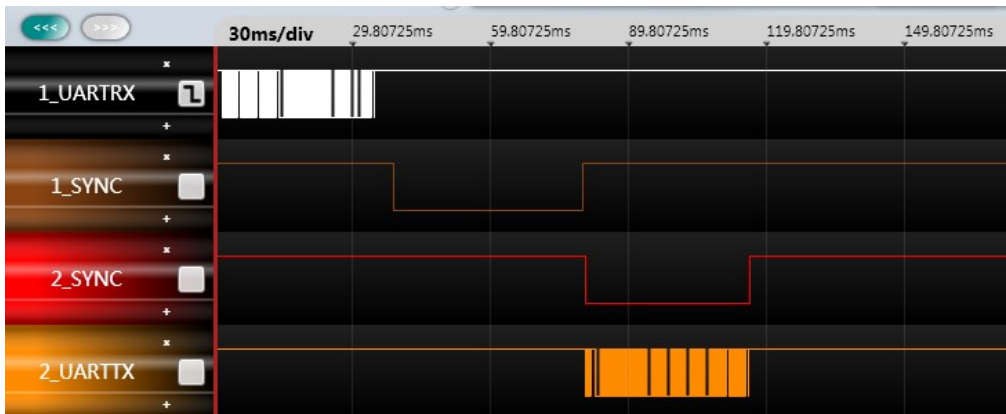 <<< >>> 30ms/div 29.80725ms 59.80725ms 89.80725ms 119.80725ms 149.80725ms
x
1_UARTRX
+
x
1_SYNC
+
x
2_SYNC
+
x
2_UARTTX
+